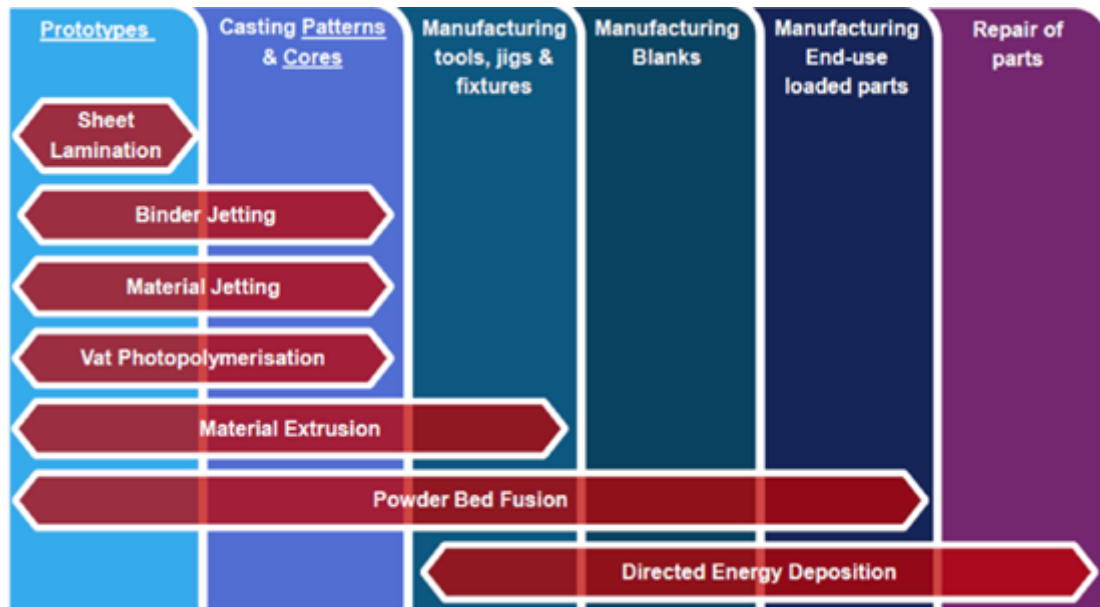 Prototypes
Casting Patterns
& Cores
Manufacturing
tools, jigs &
fixtures
Manufacturing
Blanks
Manufacturing
End-use
loaded parts
Repair of
parts
Sheet
Lamination
Binder Jetting
Material Jetting
Vat Photopolymerisation
Material Extrusion
Powder Bed Fusion
Directed Energy Deposition